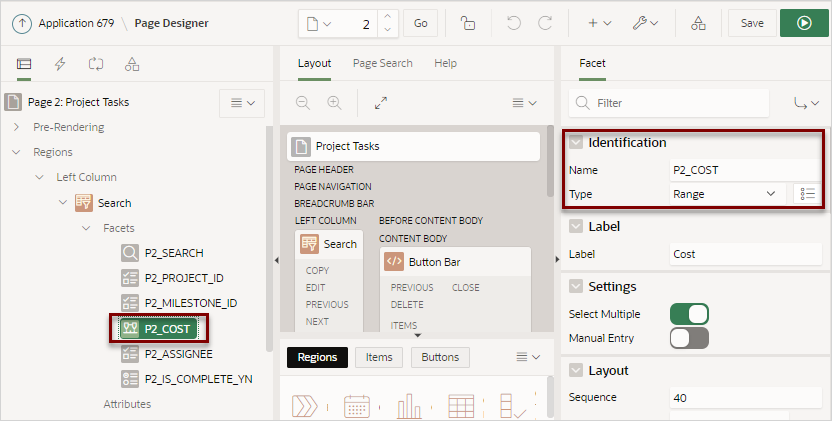 Application 679 \ Page Designer
2
Go
Save
Page 2: Project Tasks
Pre-Rendering
Regions
Left Column
Search
Facets
P2_SEARCH
P2_PROJECT_ID
P2_MILESTONE_ID
P2_COST
P2_ASSIGNEE
P2_IS_COMPLETE_YN
Attributes
Layout Page Search Help
Project Tasks
PAGE HEADER
PAGE NAVIGATION
BREADCRUMB BAR
LEFT COLUMN
Search
COPY
EDIT
PREVIOUS
NEXT
BEFORE CONTENT BODY
CONTENT BODY
Button Bar
PREVIOUS CLOSE
DELETE
ITEMS
Regions Items Buttons
Facet
Filter
Identification
Name P2_COST
Type Range
Label
Label Cost
Settings
Select Multiple
Manual Entry
Layout
Sequence 40